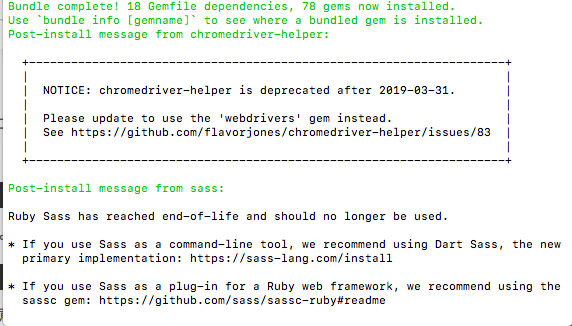 Bundle complete! 18 Gemfile dependencies, 78 gems now installed.
Use `bundle info [gemname]` to see where a bundled gem is installed.
Post-install message from chromedriver-helper:
+--------------------------------------------------------------------+
|                                                                    |
|  NOTICE: chromedriver-helper is deprecated after 2019-03-31.       |
|                                                                    |
|  Please update to use the 'webdrivers' gem instead.                |
|  See https://github.com/flavorjones/chromedriver-helper/issues/83  |
|                                                                    |
+--------------------------------------------------------------------+
Post-install message from sass:
Ruby Sass has reached end-of-life and should no longer be used.
* If you use Sass as a command-line tool, we recommend using Dart Sass, the new
primary implementation: https://sass-lang.com/install
* If you use Sass as a plug-in for a Ruby web framework, we recommend using the
sassc gem: https://github.com/sass/sassc-ruby#readme